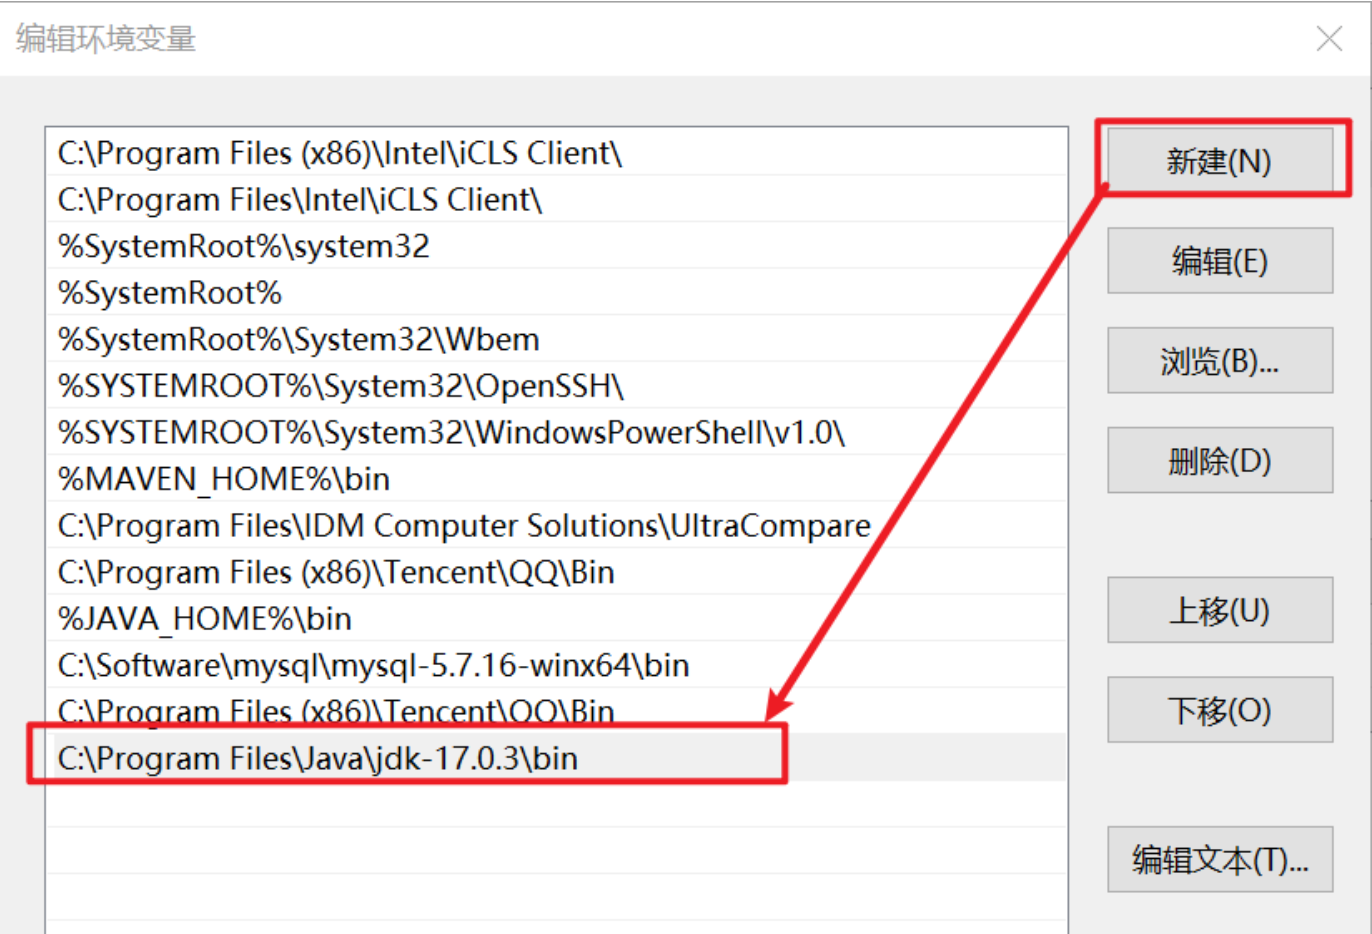 编辑环境变量
C:\Program Files (x86)\Intel\iCLS Client\
C:\Program Files\Intel\iCLS Client\
%SystemRoot%\system32
%SystemRoot%
%SystemRoot%\System32\Wbem
%SYSTEMROOT%\System32\OpenSSH\
%SYSTEMROOT%\System32\WindowsPowerShell\v1.0\
%MAVEN_HOME%\bin
C:\Program Files\IDM Computer Solutions\UltraCompare
C:\Program Files (x86)\Tencent\QQ\Bin
%JAVA_HOME%\bin
C:\Software\mysql\mysql-5.7.16-winx64\bin
C:\Program Files (x86)\Tencent\QQ\Bin
C:\Program Files\Java\jdk-17.0.3\bin
新建(N)
编辑(E)
浏览(B)...
删除(D)
上移(U)
下移(O)
编辑文本(T)...